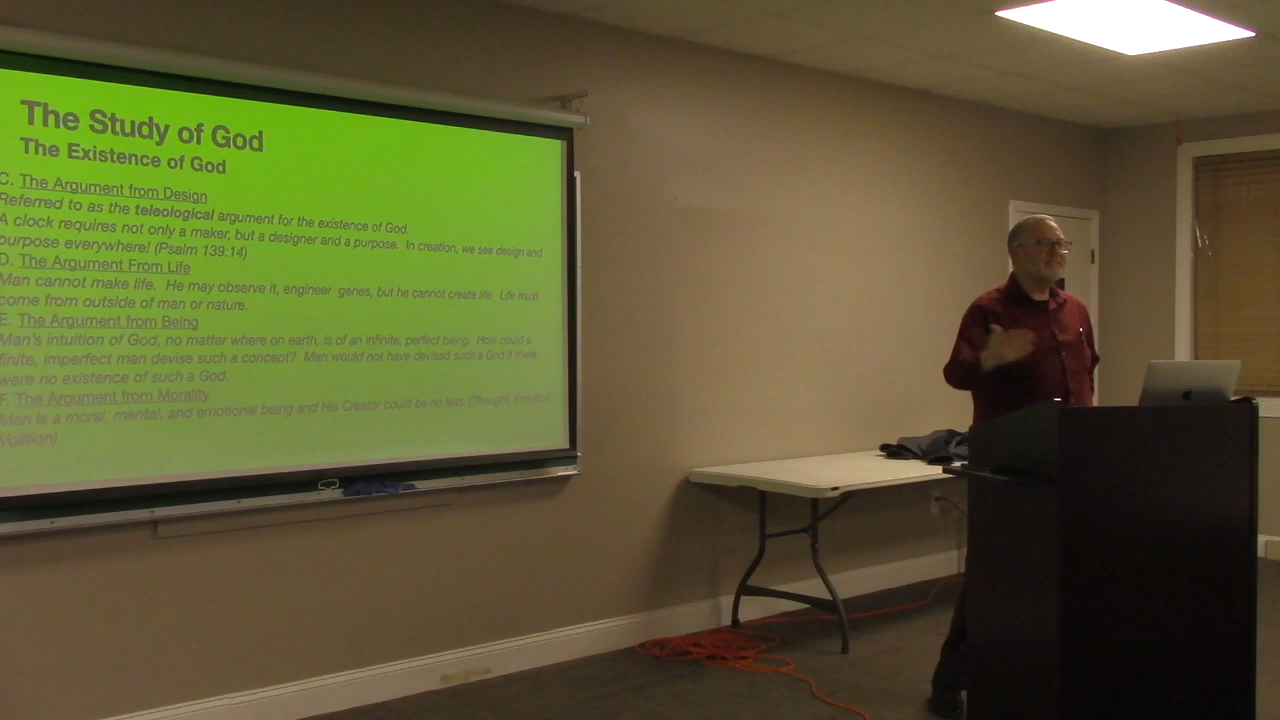 The Study of God
The Existence of God
C. The Argument from Design
Referred to as the teleological argument for the existence of God.
A clock requires not only a maker, but a designer and a purpose. In creation, we see design and
purpose everywhere! (Psalm 139:14)
D. The Argument From Life
Man cannot make life. He may observe it, engineer genes, but he cannot create life. Life must
come from outside of man or nature.
E. The Argument from Being
Man's intuition of God, no matter where on earth, is of an infinite, perfect being. How could a
finite, imperfect man devise such a concept? Man would not have devised such a God if there
were no existence of such a God.
F. The Argument from Morality
Man is a moral, mental, and emotional being and His Creator could be no less. (Thought, Emotion,
Volition)